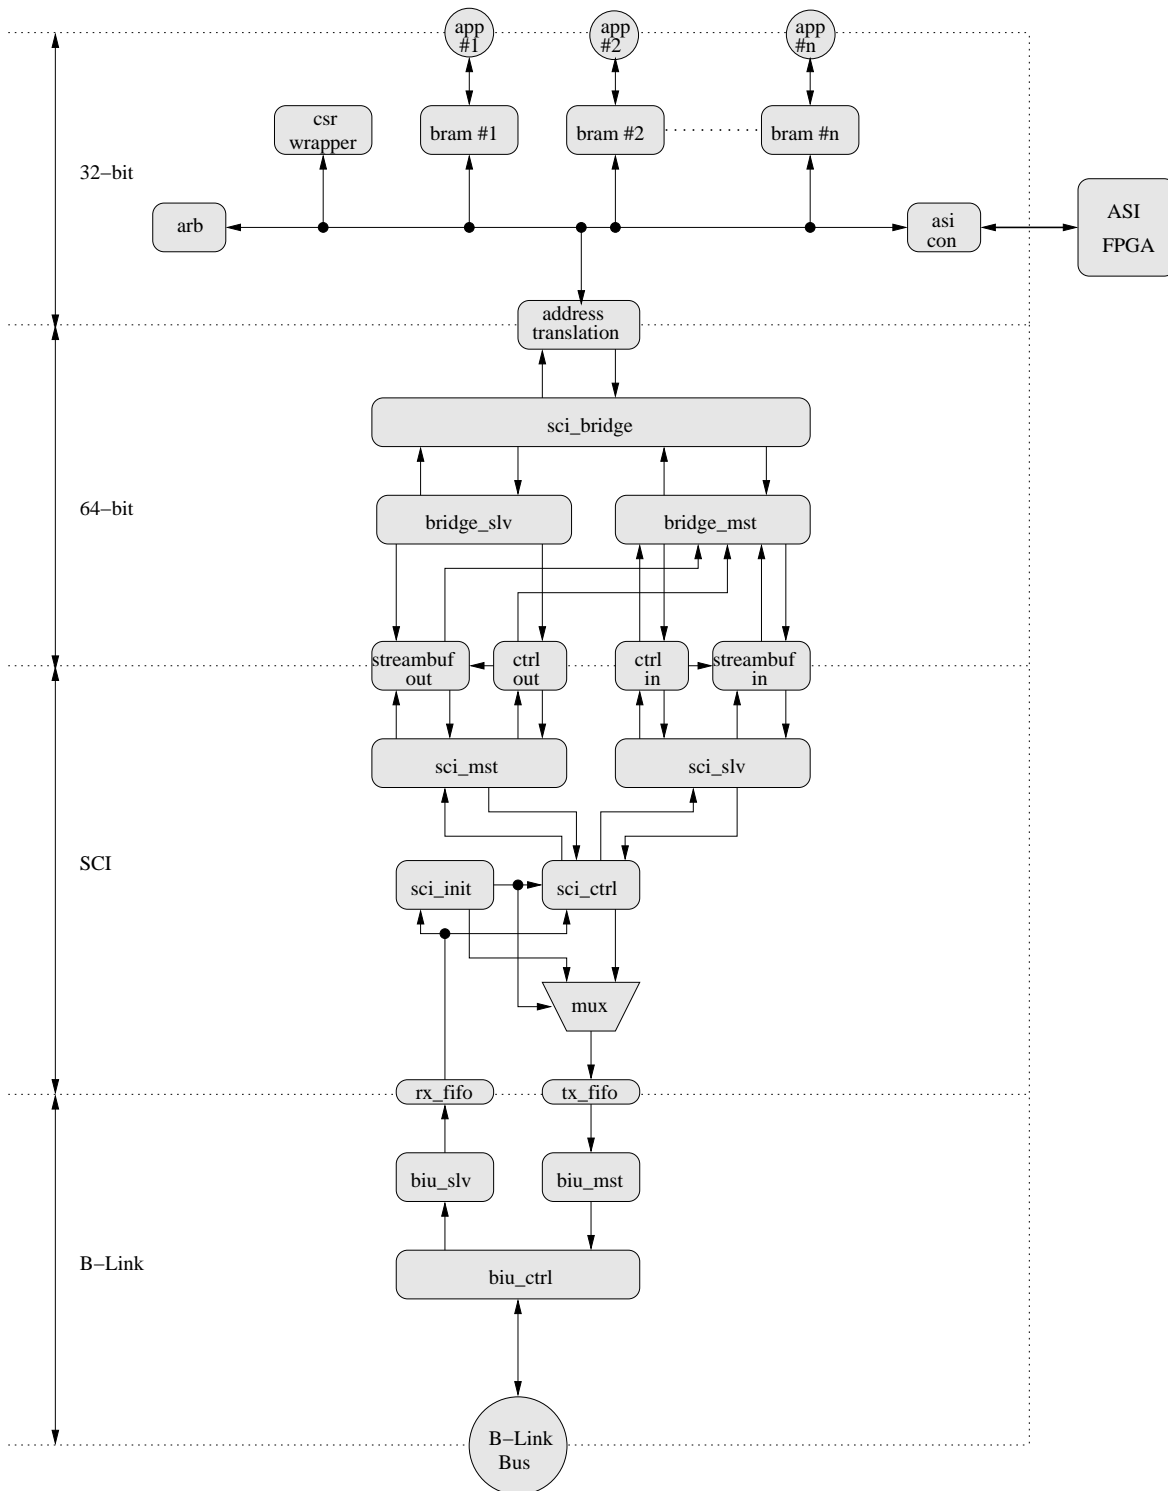 app
#1
app
#2
app
#n
csr
wrapper
bram #1
bram #2
bram #n
32−bit
arb
asi
con
ASI
FPGA
address
translation
sci_bridge
64−bit
bridge_slv
bridge_mst
streambuf
out
ctrl
out
ctrl
in
streambuf
in
sci_mst
sci_slv
SCI
sci_init
sci_ctrl
mux
rx_fifo
tx_fifo
biu_slv
biu_mst
B−Link
biu_ctrl
B−Link
Bus